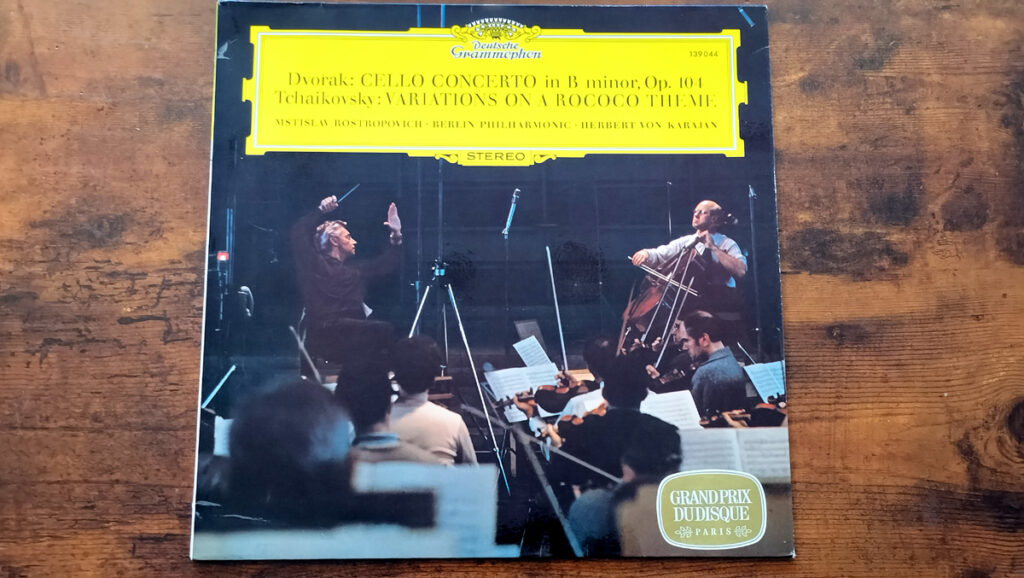 Deutsche
Grammophon
139044
Dvořák: CELLO CONCERTO in B minor, Op. 104
Tchaikovsky: VARIATIONS ON A ROCOCO THEME
MSTISLAV ROSTROPOVICH · BERLIN PHILHARMONIC · HERBERT VON KARAJAN
STEREO
GRAND PRIX
DU DISQUE
PARIS